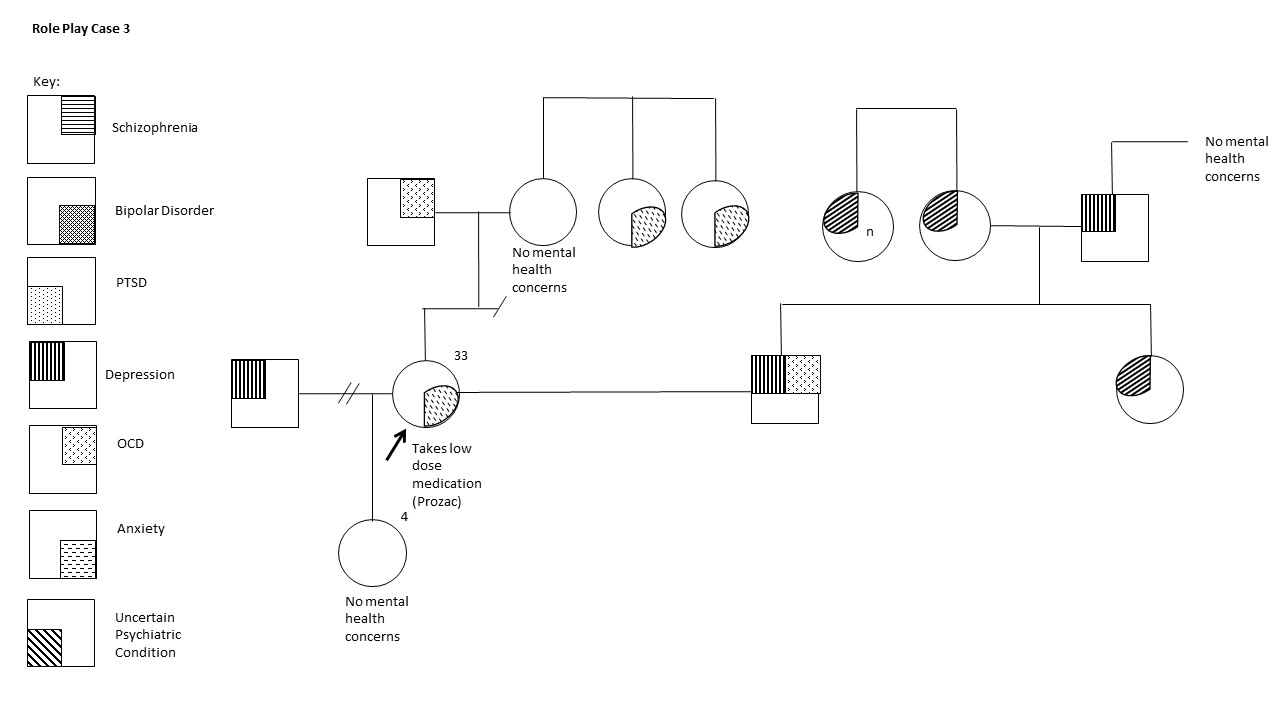 Role Play Case 3
Key:
Schizophrenia
Bipolar Disorder
PTSD
Depression
OCD
Anxiety
Uncertain
Psychiatric
Condition
No mental
health
concerns
n
No mental
health
concerns
33
Takes low
dose
medication
(Prozac)
4
No mental
health
concerns